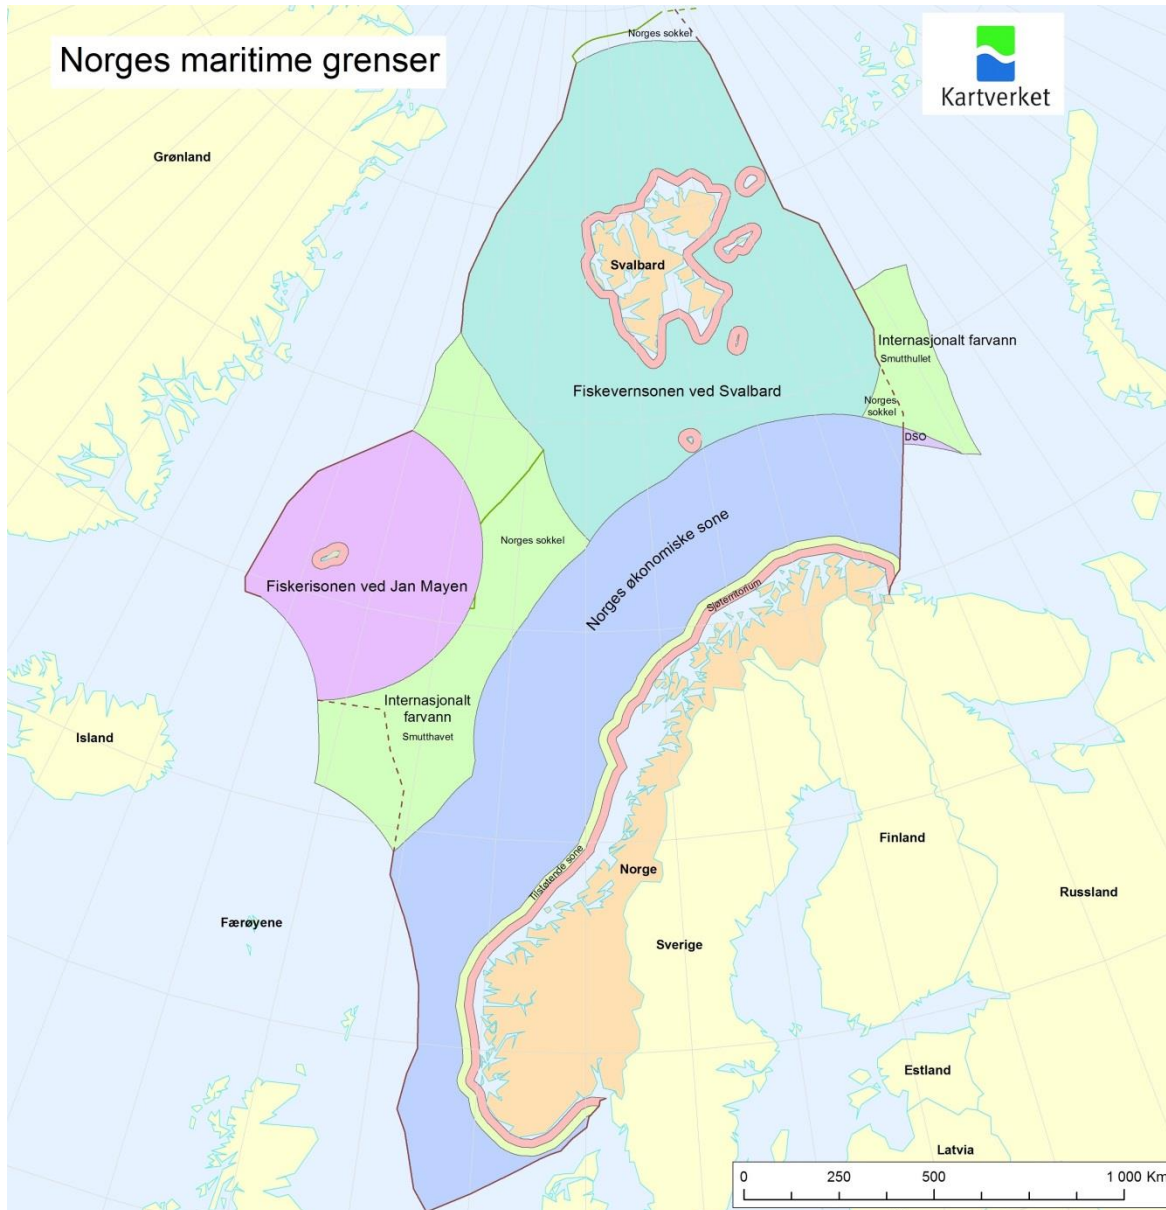 Norges maritime grenser
Norges sokkel
Kartverket
Grønland
Svalbard
Internasjonalt farvann
Smutthullet
Fiskevernsonen ved Svalbard
Norges
sokkel
DSO
Norges økonomiske sone
Norges sokkel
Fiskerisonen ved Jan Mayen
Sjøterritorium
Internasjonalt
farvann
Smutthavet
Island
Tilstøtende sone
Norge
Finland
Russland
Færøyene
Sverige
Estland
Latvia
0 250 500 1 000 Km